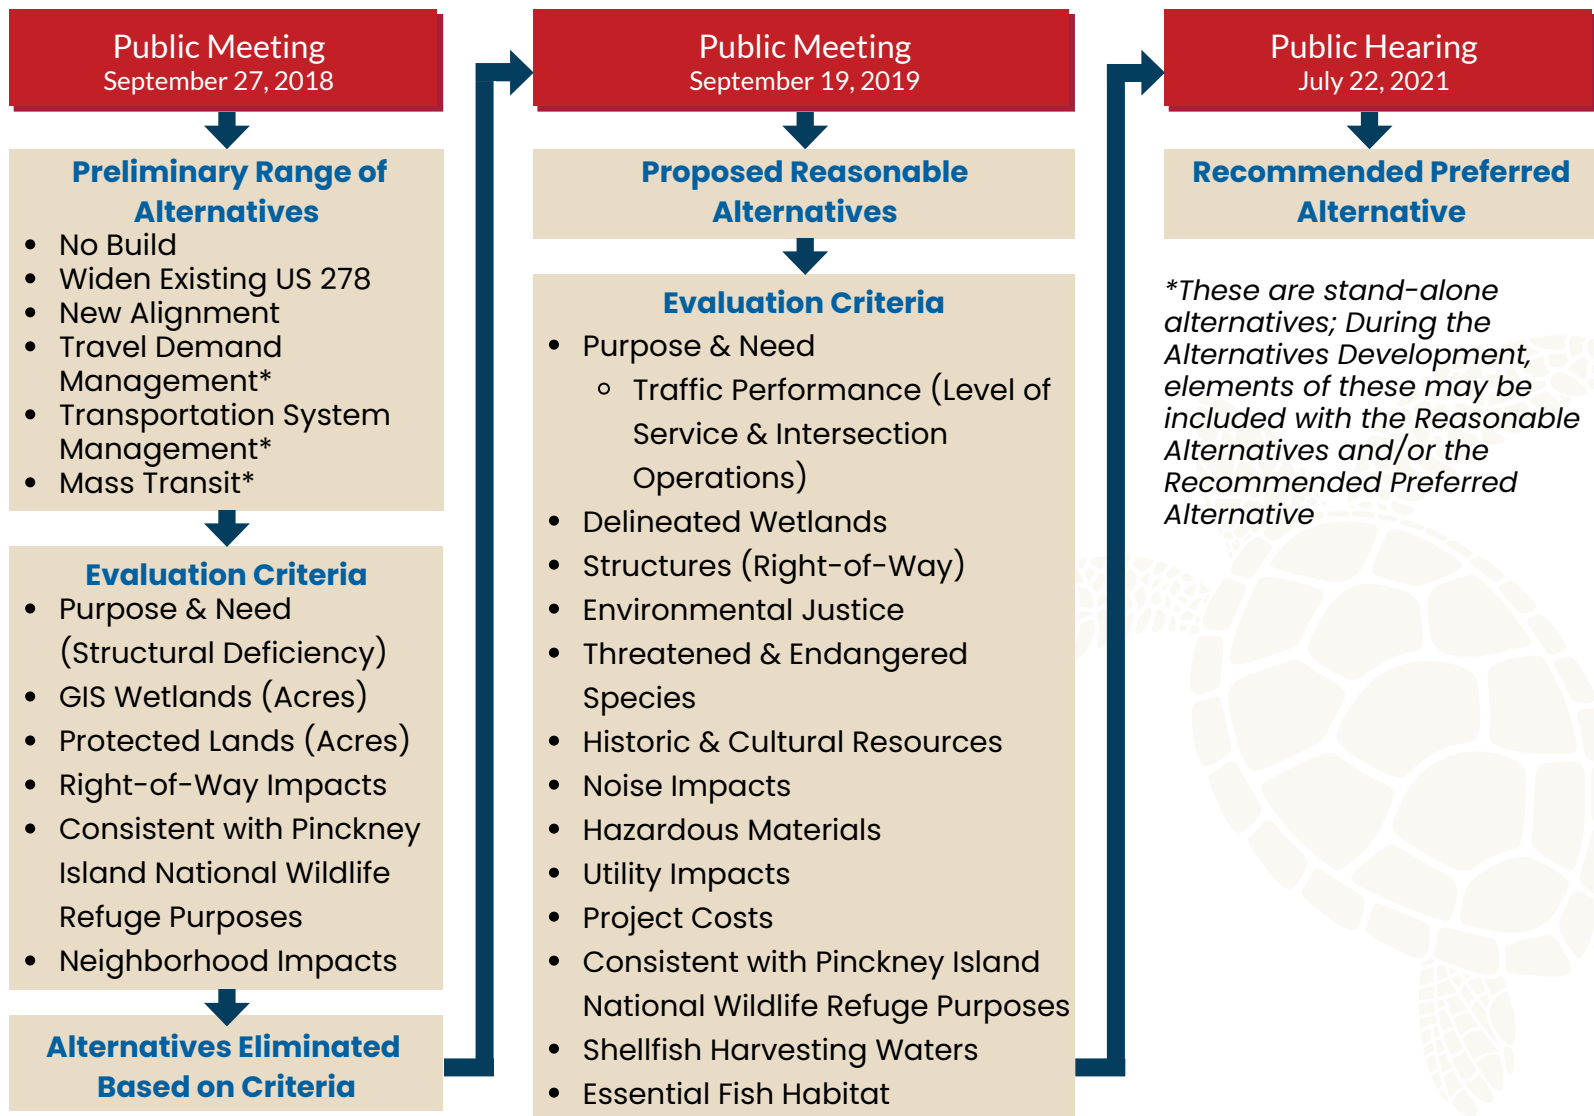 Public Meeting
September 27, 2018
Preliminary Range of
Alternatives
• No Build
• Widen Existing US 278
• New Alignment
• Travel Demand
Management*
• Transportation System
Management*
• Mass Transit*
Evaluation Criteria
• Purpose & Need
(Structural Deficiency)
• GIS Wetlands (Acres)
• Protected Lands (Acres)
• Right-of-Way Impacts
• Consistent with Pinckney
Island National Wildlife
Refuge Purposes
• Neighborhood Impacts
Alternatives Eliminated
Based on Criteria
Public Meeting
September 19, 2019
Proposed Reasonable
Alternatives
Evaluation Criteria
• Purpose & Need
◦ Traffic Performance (Level of
Service & Intersection
Operations)
• Delineated Wetlands
• Structures (Right-of-Way)
• Environmental Justice
• Threatened & Endangered
Species
• Historic & Cultural Resources
• Noise Impacts
• Hazardous Materials
• Utility Impacts
• Project Costs
• Consistent with Pinckney Island
National Wildlife Refuge Purposes
• Shellfish Harvesting Waters
• Essential Fish Habitat
Public Hearing
July 22, 2021
Recommended Preferred
Alternative
*These are stand-alone
alternatives; During the
Alternatives Development,
elements of these may be
included with the Reasonable
Alternatives and/or the
Recommended Preferred
Alternative